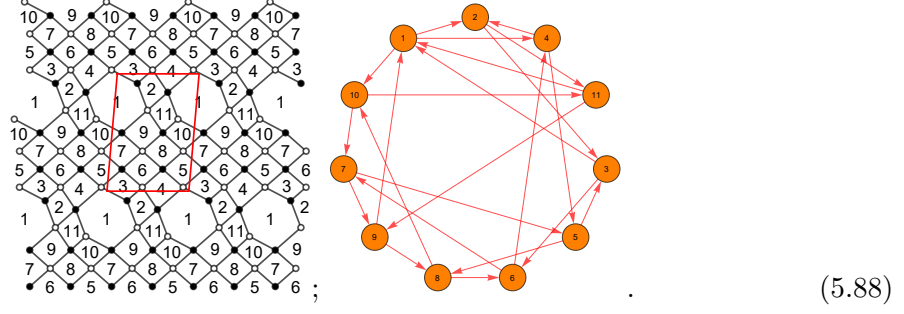 10 9 10 9 10 9 10
7 8 7 8 7 8 7
5 6 5 6 5 6 5
3 4 3 4 3 4 3
2 2 2
1 1 1 1
11 11 11
10 9 10 9 10 9 10
7 8 7 8 7 8 7
5 6 5 6 5 6 5 6
3 4 3 4 3 4 3
2 2 2 2
1 1 1 1
11 11 11
9 10 9 10 9 10 9
7 8 7 8 7 8 7
6 5 6 5 6 5 6
;
2
1 4
10 11
7 3
9 5
8 6
. (5.88)